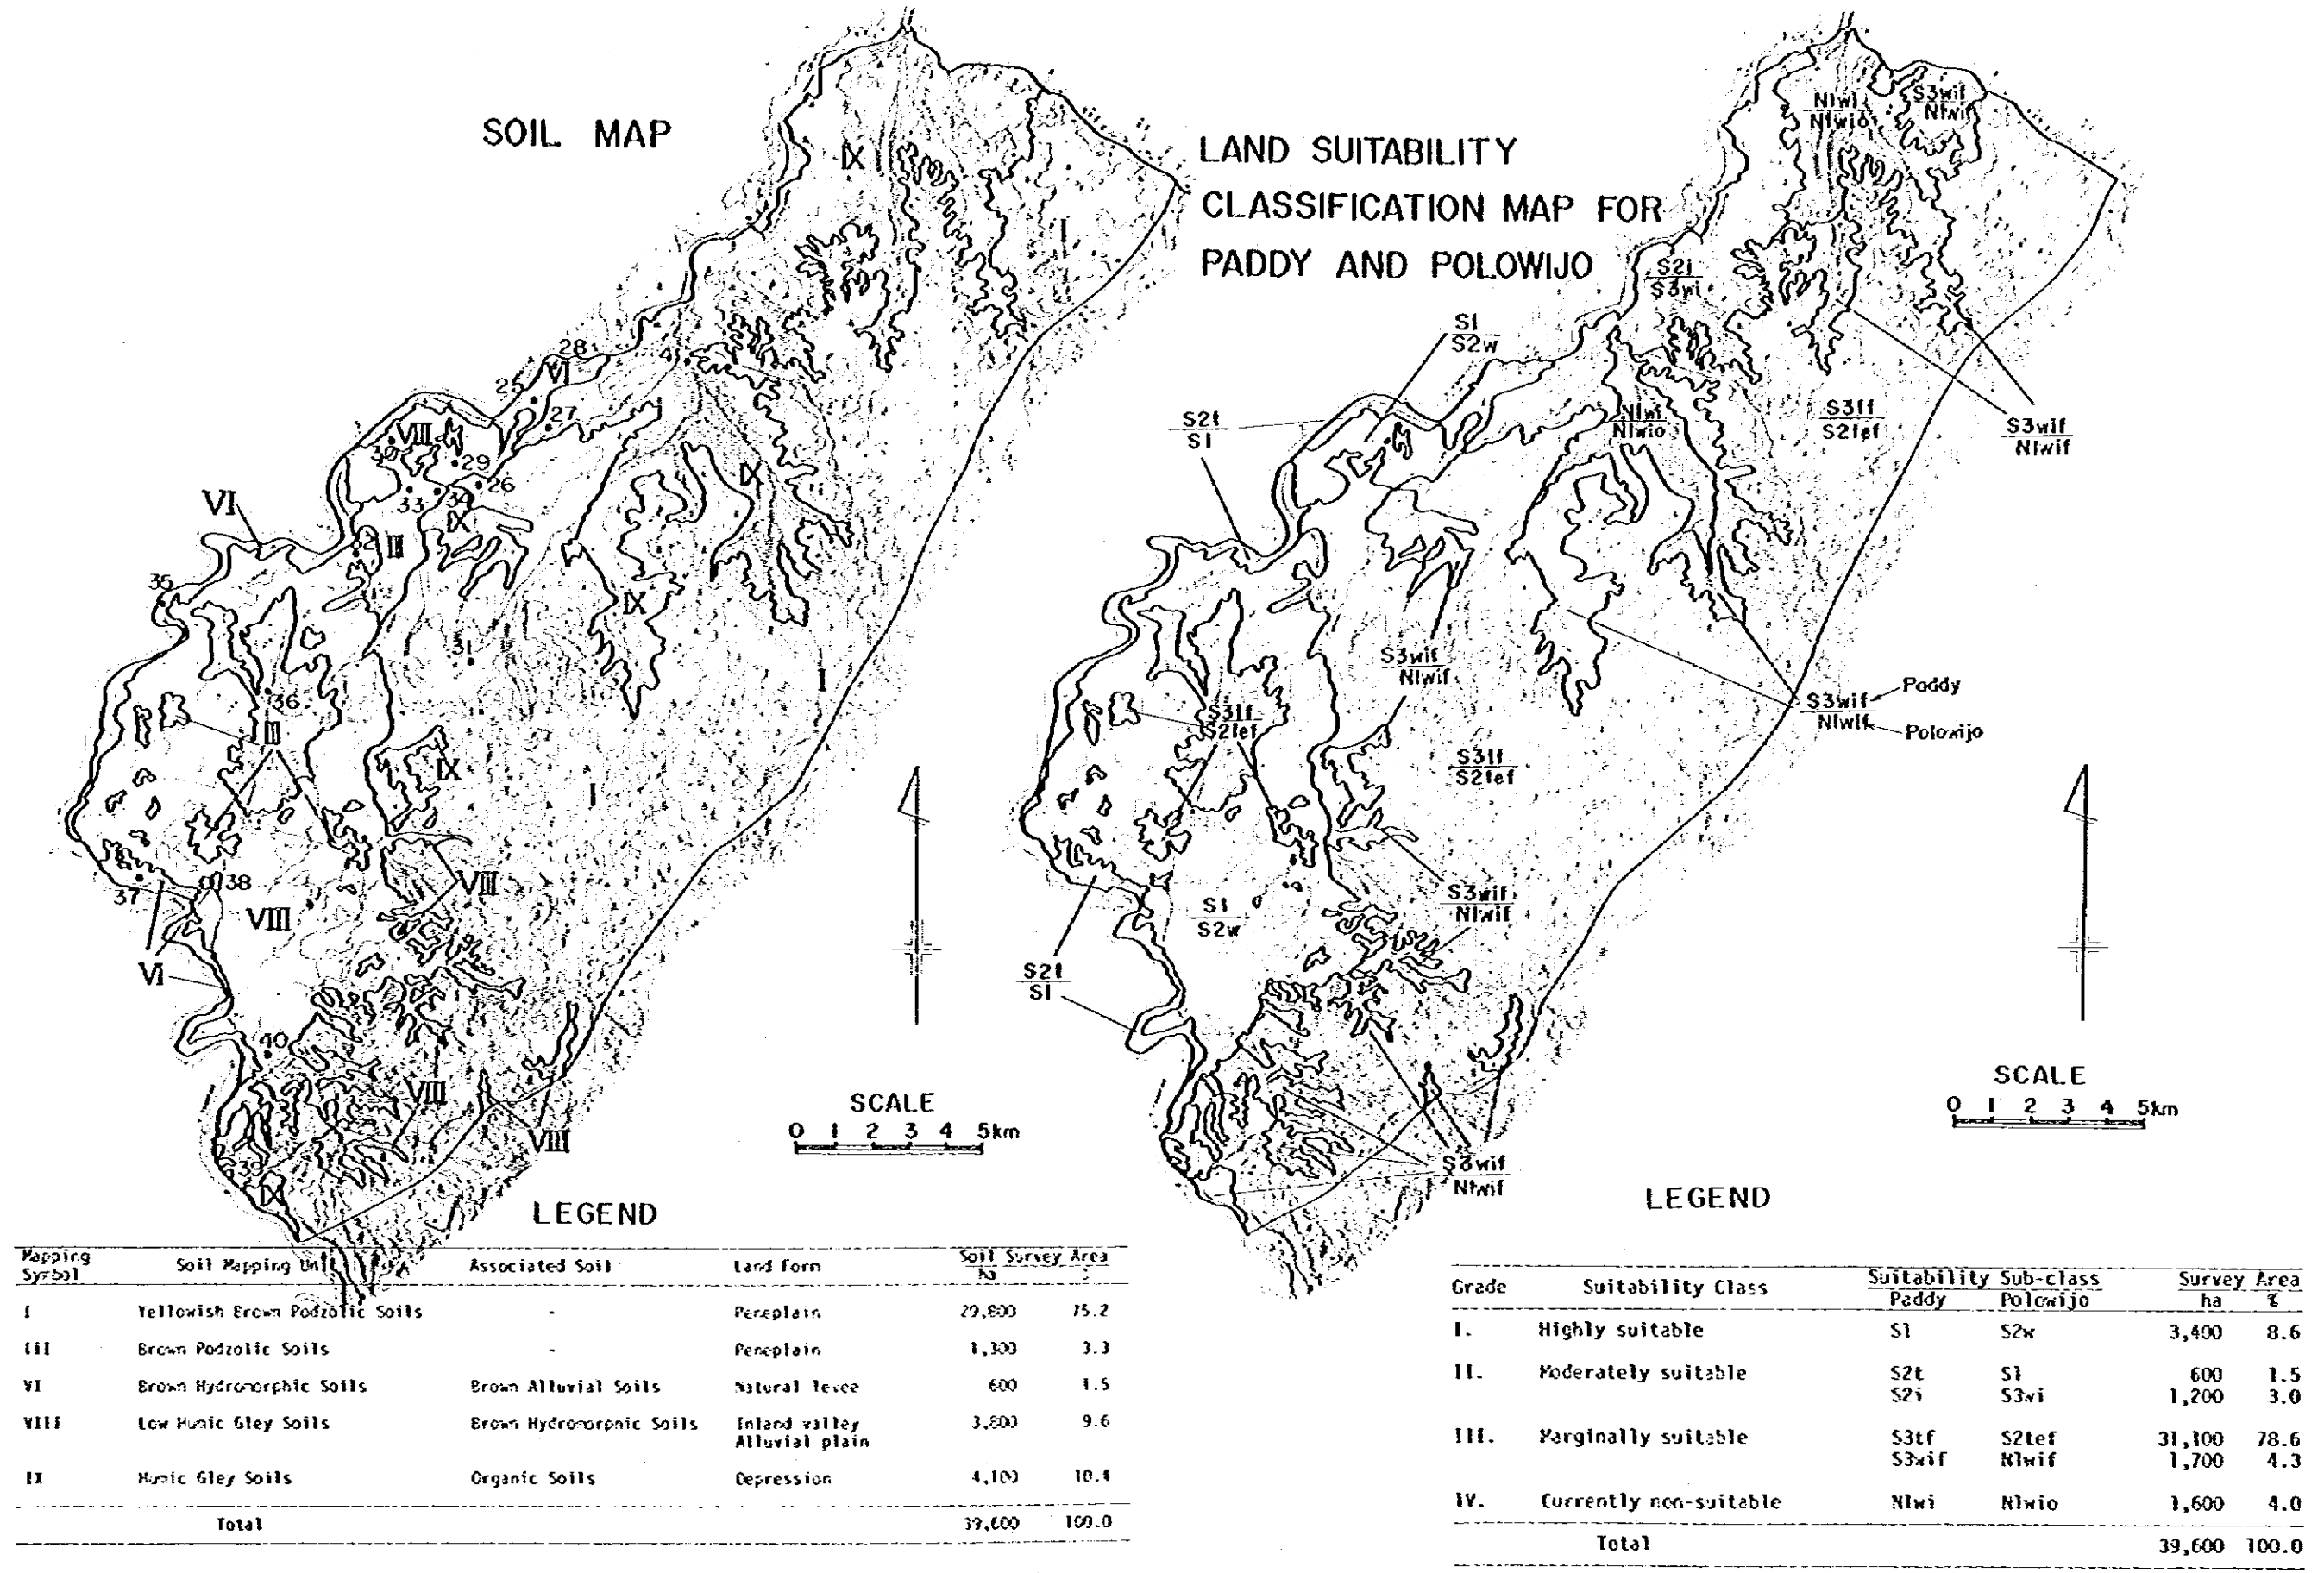 SOIL MAP
IX
I
28
VI
41
25
27
VIII
30
29
26
33
34
IX
IX
VI
III
35
IX
31
I
36
III
IX
I
37
38
VIII
VIII
VI
40
VIII
VIII
39
IX
SCALE
0 1 2 3 4 5km
LEGEND
Mapping Symbol Soil Mapping Unit Associated Soil Land Form Soil Survey Area
ha %
I Yellowish Brown Podzolic Soils - Peneplain 29,800 75.2
III Brown Podzolic Soils - Peneplain 1,300 3.3
VI Brown Hydromorphic Soils Brown Alluvial Soils Natural levee 600 1.5
VIII Low Humic Gley Soils Brown Hydromorphic Soils Inland valley 3,800 9.6
Alluvial plain
IX Humic Gley Soils Organic Soils Depression 4,100 10.4
Total 39,600 100.0
LAND SUITABILITY
CLASSIFICATION MAP FOR
PADDY AND POLOWIJO
N1wi
N1wio
S3wif
N1wif
S2i
S3wi
S1
S2w
S2t
S1
N1wi
N1wio
S3tf
S2tef
S3wif
N1wif
S3wif
N1wif
S3wif Paddy
N1wif Polowijo
S3tf
S2tef
S3tf
S2tef
S3wif
N1wif
S1
S2w
S2t
S1
S3wif
N1wif
SCALE
0 1 2 3 4 5km
LEGEND
Grade Suitability Class Suitability Sub-class Survey Area
Paddy Polowijo ha %
I. Highly suitable S1 S2w 3,400 8.6
II. Moderately suitable S2t S1 600 1.5
S2i S3wi 1,200 3.0
III. Marginally suitable S3tf S2tef 31,100 78.6
S3wif N1wif 1,700 4.3
IV. Currently non-suitable N1wi N1wio 1,600 4.0
Total 39,600 100.0